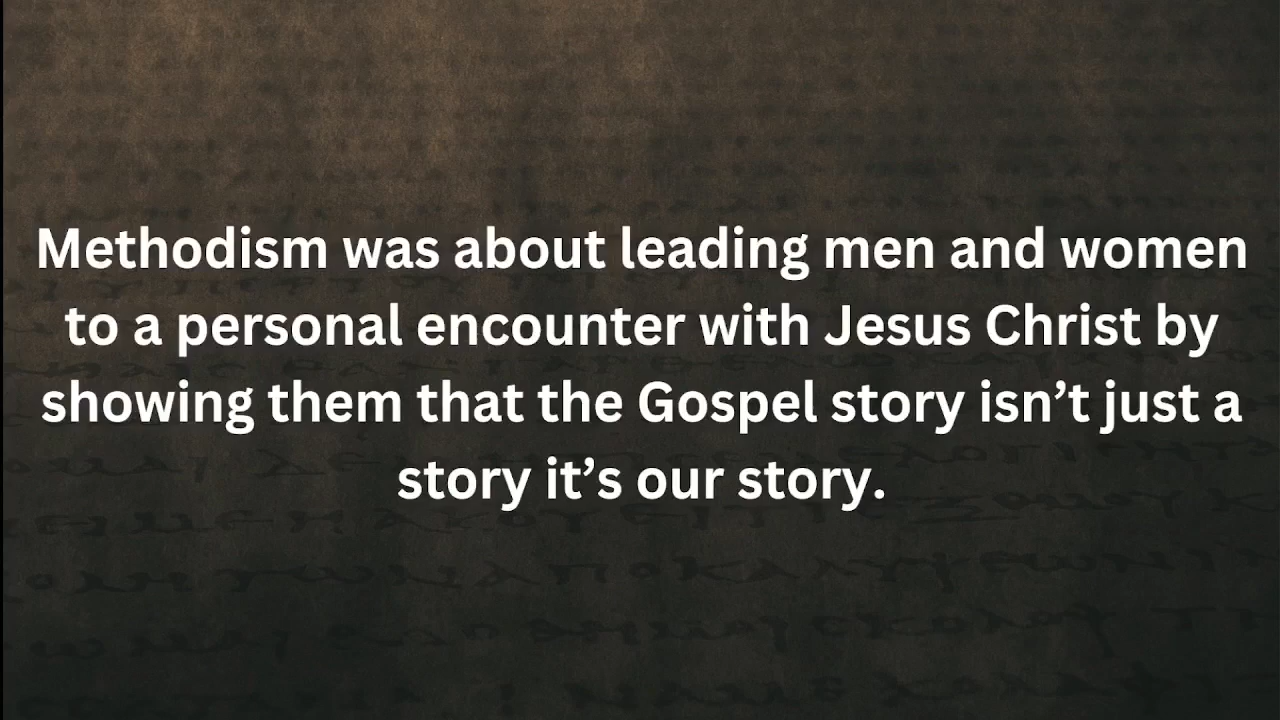 Methodism was about leading men and women
to a personal encounter with Jesus Christ by
showing them that the Gospel story isn’t just a
story it’s our story.